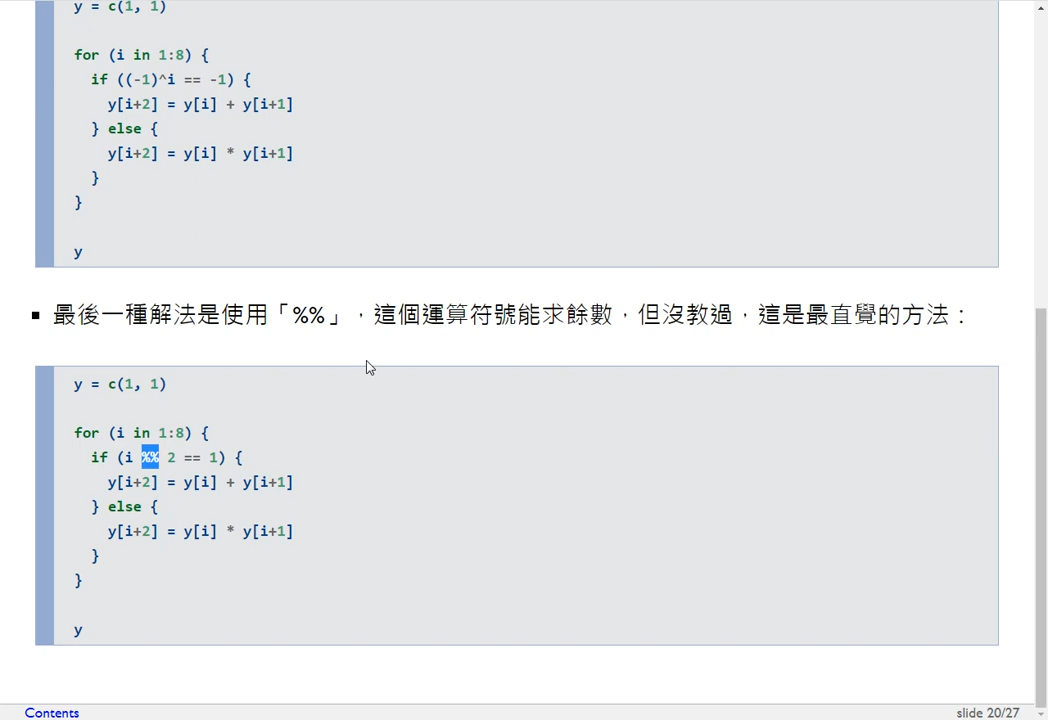 y = c(1, 1)
for (i in 1:8) {
if ((-1)^i == -1) {
y[i+2] = y[i] + y[i+1]
} else {
y[i+2] = y[i] * y[i+1]
}
}
y
▪ 最後一種解法是使用「%%」，這個運算符號能求餘數，但沒教過，這是最直覺的方法：
y = c(1, 1)
for (i in 1:8) {
if (i %% 2 == 1) {
y[i+2] = y[i] + y[i+1]
} else {
y[i+2] = y[i] * y[i+1]
}
}
y
Contents
slide 20/27